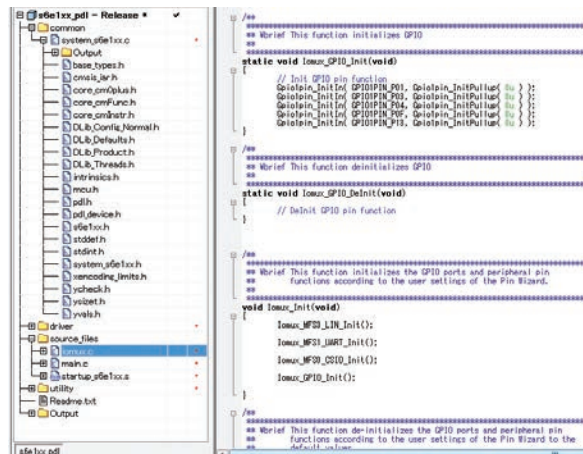 s6e1xx_pdl - Release *
common
system_s6e1xx.c
Output
base_types.h
cmsis_iar.h
core_cm0plus.h
core_cmFunc.h
core_cmInstr.h
DLib_Config_Normal.h
DLib_Defaults.h
DLib_Product.h
DLib_Threads.h
intrinsics.h
mcu.h
pdl.h
pdl_device.h
s6e1xx.h
stddef.h
stdint.h
system_s6e1xx.h
xencoding_limits.h
ycheck.h
ysizet.h
yvals.h
driver
source_files
iomux.c
main.c
startup_s6e1xx.s
utility
Readme.txt
Output
s6e1xx_pdl
/**
******************************************************************************
** ¥brief This function initializes GPIO
**
******************************************************************************
static void Iomux_GPIO_Init(void)
{
// Init GPIO pin function
Gpio1pin_InitIn( GPIO1PIN_P01, Gpio1pin_InitPullup( 0u ) );
Gpio1pin_InitIn( GPIO1PIN_P03, Gpio1pin_InitPullup( 0u ) );
Gpio1pin_InitIn( GPIO1PIN_P04, Gpio1pin_InitPullup( 0u ) );
Gpio1pin_InitIn( GPIO1PIN_P0F, Gpio1pin_InitPullup( 0u ) );
Gpio1pin_InitIn( GPIO1PIN_P13, Gpio1pin_InitPullup( 0u ) );
}
/**
******************************************************************************
** ¥brief This function deinitializes GPIO
**
******************************************************************************
static void Iomux_GPIO_DeInit(void)
{
// DeInit GPIO pin function
}
/**
******************************************************************************
** ¥brief This function initializes the GPIO ports and peripheral pin
** functions according to the user settings of the Pin Wizard.
**
******************************************************************************
void Iomux_Init(void)
{
Iomux_MFS3_LIN_Init();
Iomux_MFS1_UART_Init();
Iomux_MFS0_CSIO_Init();
Iomux_GPIO_Init();
}
/**
******************************************************************************
** ¥brief This function de-initializes the GPIO ports and peripheral pin
** functions according to the user settings of the Pin Wizard to the
** default values